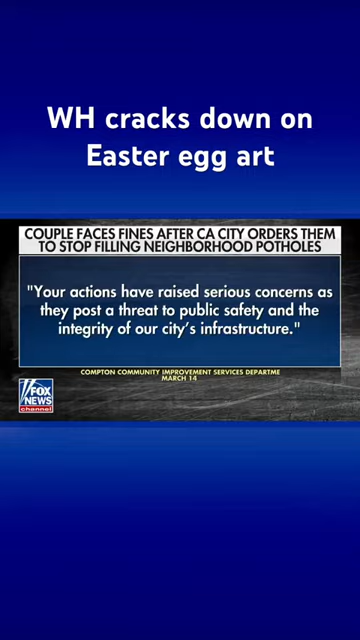 WH cracks down on
Easter egg art
COUPLE FACES FINES AFTER CA CITY ORDERS THEM
TO STOP FILLING NEIGHBORHOOD POTHOLES
"Your actions have raised serious concerns as
they post a threat to public safety and the
integrity of our city's infrastructure."
COMPTON COMMUNITY IMPROVEMENT SERVICES DEPARTME
MARCH 14
FOX
NEWS
channel